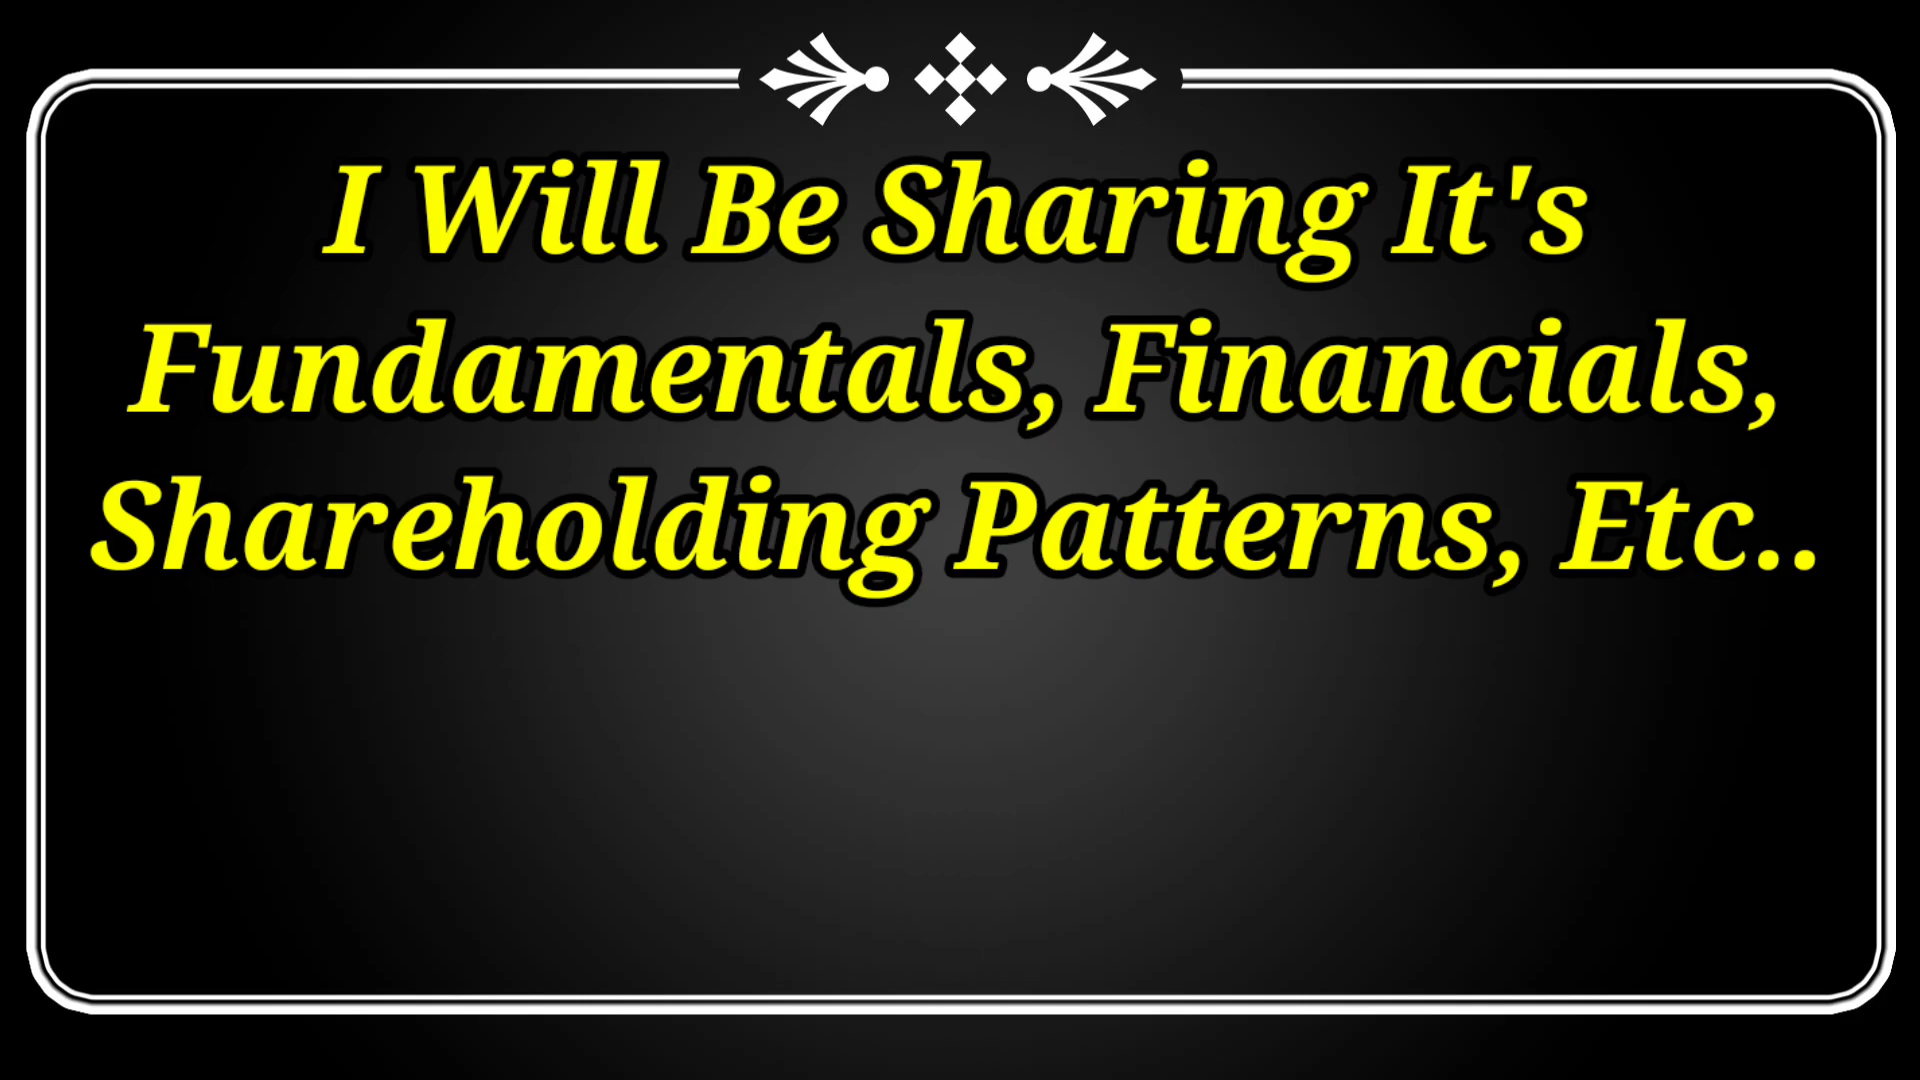 I Will Be Sharing It's
Fundamentals, Financials,
Shareholding Patterns, Etc..